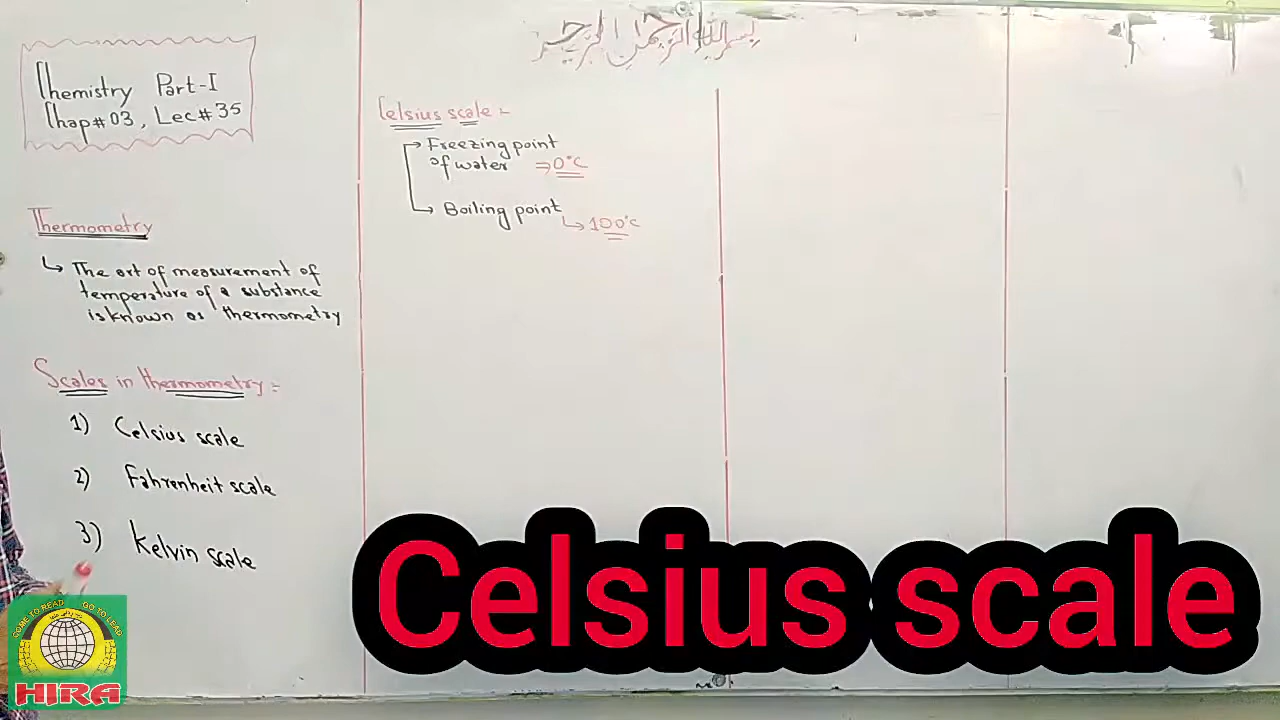 بسم الله الرحمن الرحيم
Chemistry Part-I
Chap#03, Lec#35
Thermometry
↳ The art of measurement of
temperature of a substance
is known as thermometry
Scales in thermometry:-
1) Celsius scale
2) Fahrenheit scale
3) Kelvin scale
Celsius scale:-
→ Freezing point
of water ⇒ 0°C
→ Boiling point
↳ 100°C
Celsius scale
COME TO READ GO TO LEAD
HIRA